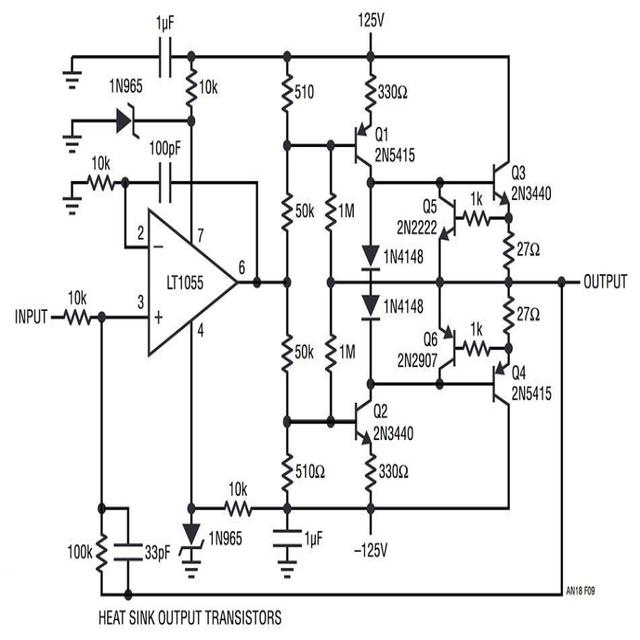 1µF
125V
1N965
10k
510
330Ω
Q1
2N5415
10k
100pF
Q3
2N3440
50k
1M
Q5
2N2222
1k
27Ω
2
7
1N4148
LT1055
6
OUTPUT
INPUT
10k
3
4
1N4148
27Ω
50k
1M
Q6
2N2907
1k
Q4
2N5415
Q2
2N3440
510Ω
330Ω
10k
100k
33pF
1N965
1µF
–125V
AN18 F09
HEAT SINK OUTPUT TRANSISTORS